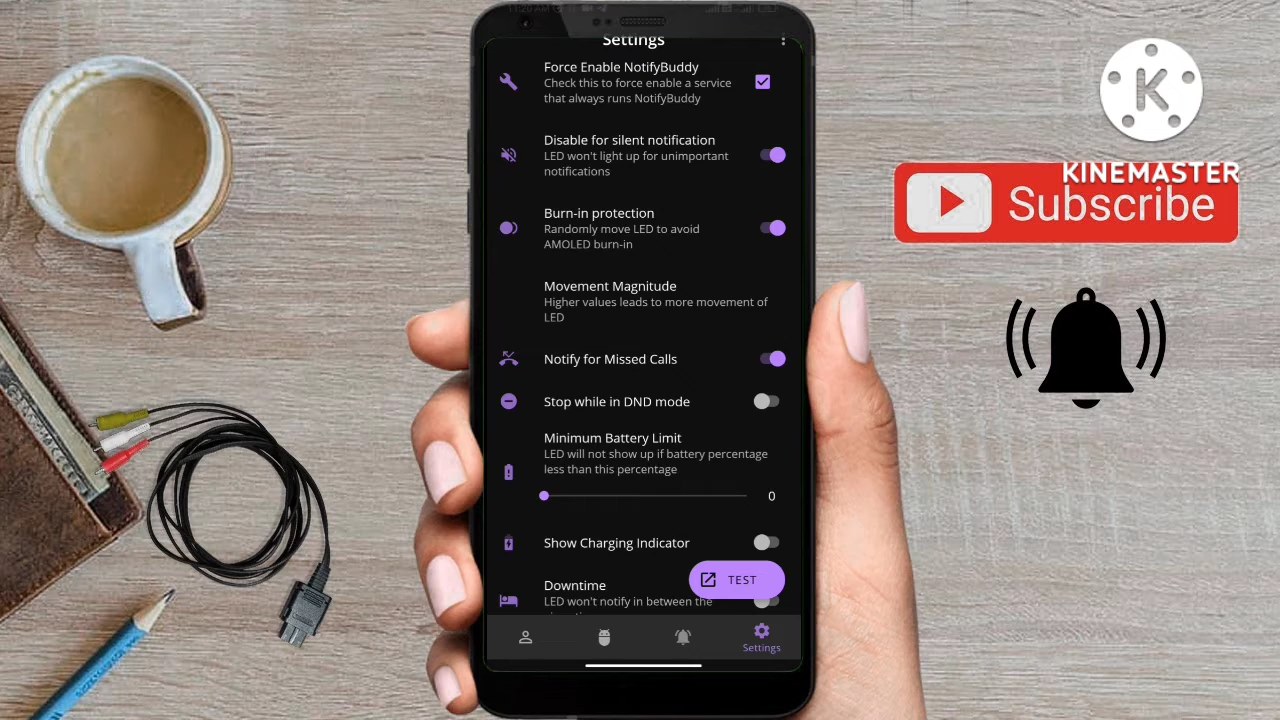 Settings
Force Enable NotifyBuddy
Check this to force enable a service
that always runs NotifyBuddy
Disable for silent notification
LED won't light up for unimportant
notifications
Burn-in protection
Randomly move LED to avoid
AMOLED burn-in
Movement Magnitude
Higher values leads to more movement of
LED
Notify for Missed Calls
Stop while in DND mode
Minimum Battery Limit
LED will not show up if battery percentage
less than this percentage
0
Show Charging Indicator
TEST
Downtime
LED won't notify in between the
Settings
K
KINEMASTER
Subscribe